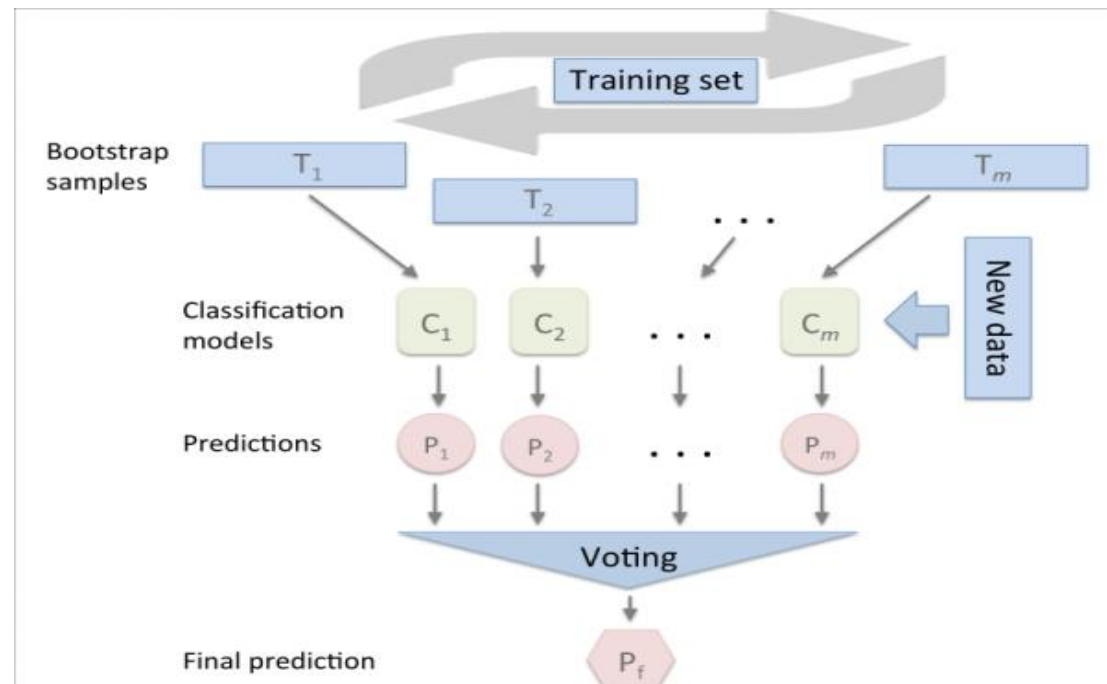 Training set
Bootstrap
samples
T₁
T₂
. . .
Tₘ
New data
Classification
models
C₁
C₂
. . .
Cₘ
Predictions
P₁
P₂
. . .
Pₘ
Voting
Final prediction
P_f